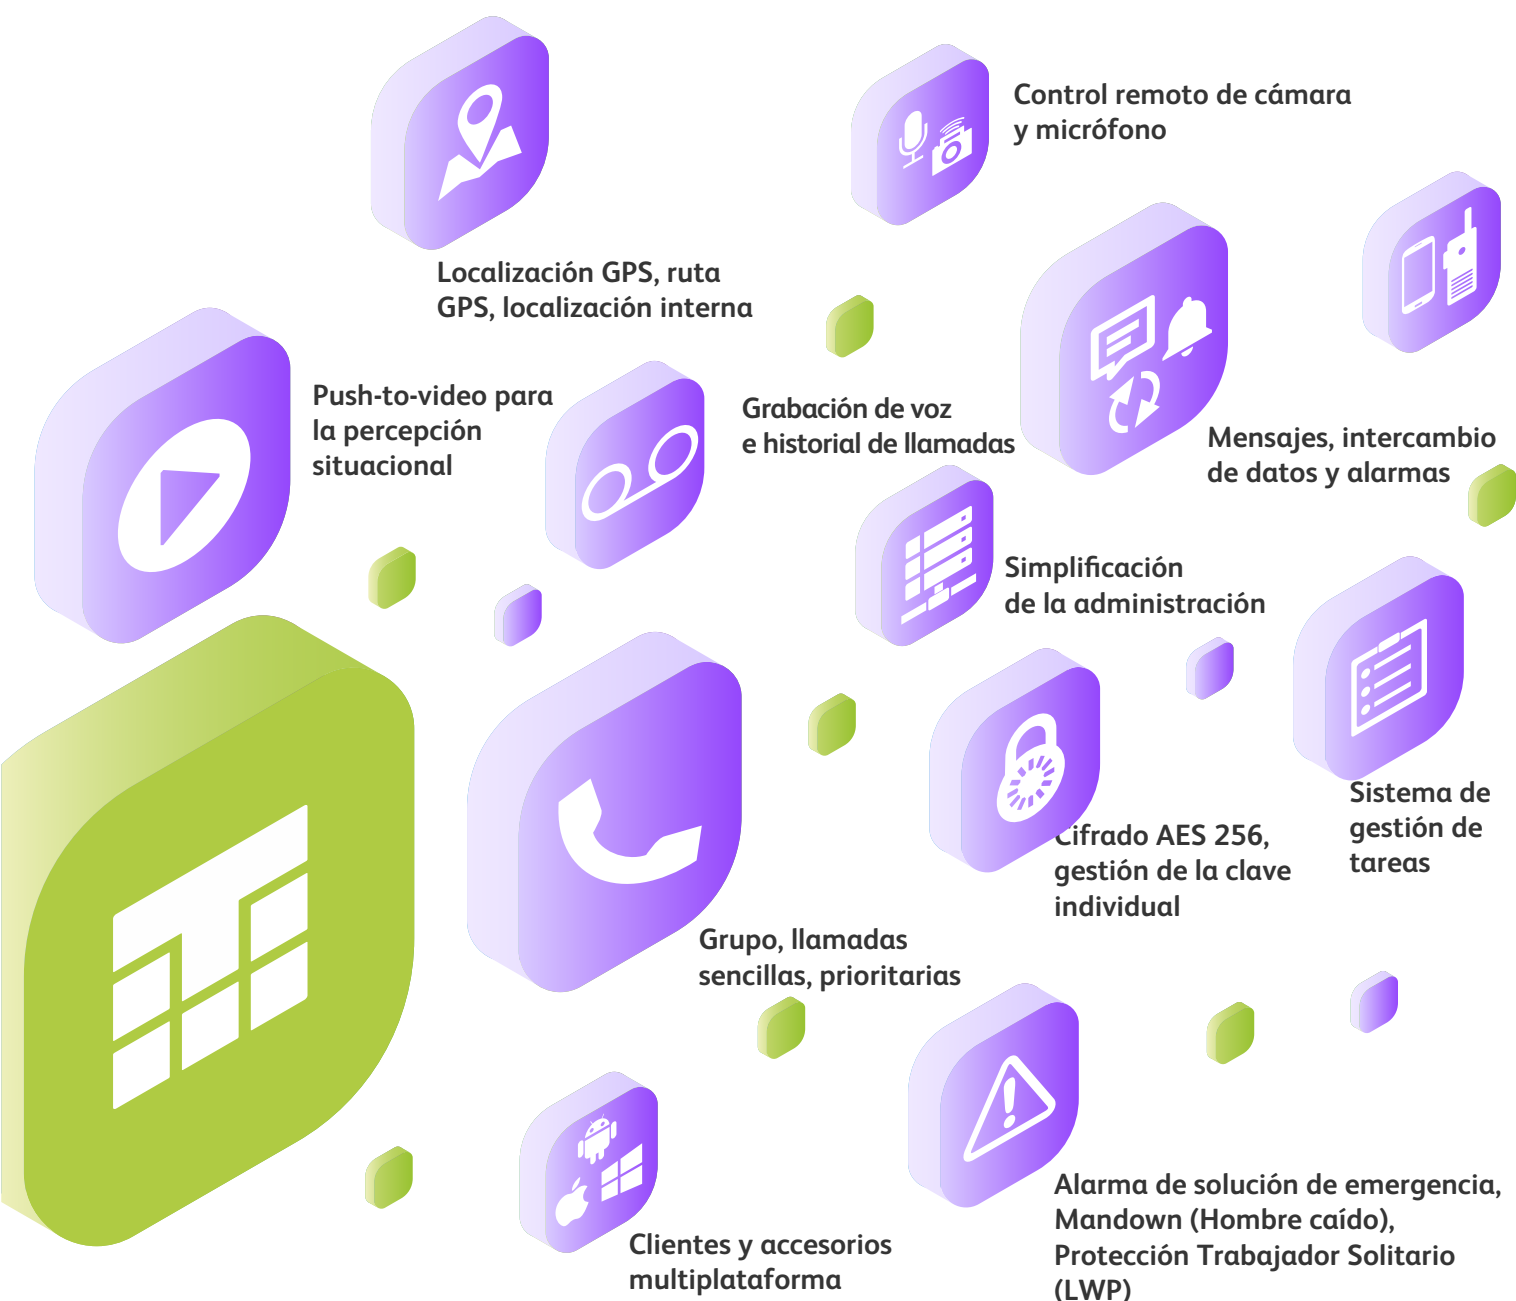 Control remoto de cámara
y micrófono
Localización GPS, ruta
GPS, localización interna
Push-to-video para
la percepción
situacional
Grabación de voz
e historial de llamadas
Mensajes, intercambio
de datos y alarmas
Simplificación
de la administración
Sistema de
gestión de
tareas
Cifrado AES 256,
gestión de la clave
individual
Grupo, llamadas
sencillas, prioritarias
Alarma de solución de emergencia,
Mandown (Hombre caído),
Protección Trabajador Solitario
(LWP)
Clientes y accesorios
multiplataforma